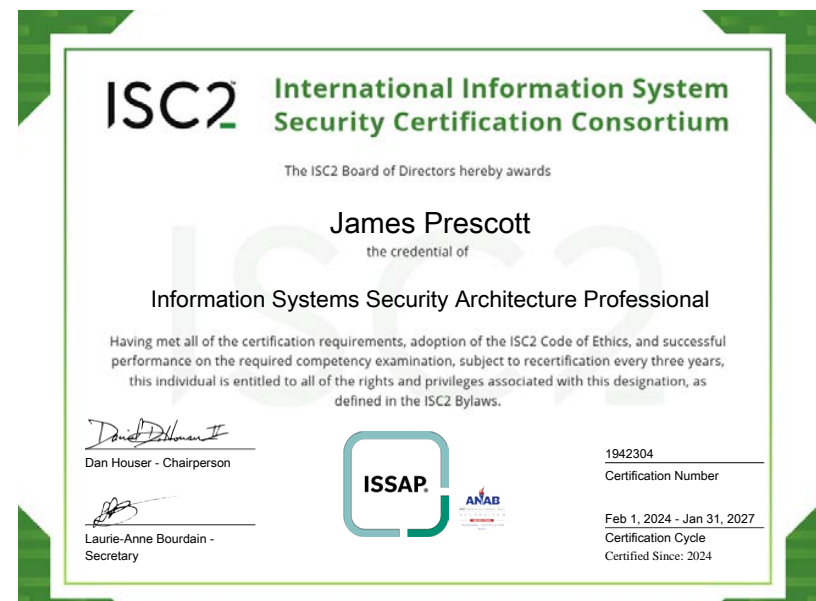 ISC2
International Information System
Security Certification Consortium
The ISC2 Board of Directors hereby awards
James Prescott
the credential of
Information Systems Security Architecture Professional
Having met all of the certification requirements, adoption of the ISC2 Code of Ethics, and successful
performance on the required competency examination, subject to recertification every three years,
this individual is entitled to all of the rights and privileges associated with this designation, as
defined in the ISC2 Bylaws.
Dan Houser - Chairperson
Laurie-Anne Bourdain -
Secretary
ISSAP®
ANAB
ACCREDITED
1942304
Certification Number
Feb 1, 2024 - Jan 31, 2027
Certification Cycle
Certified Since: 2024